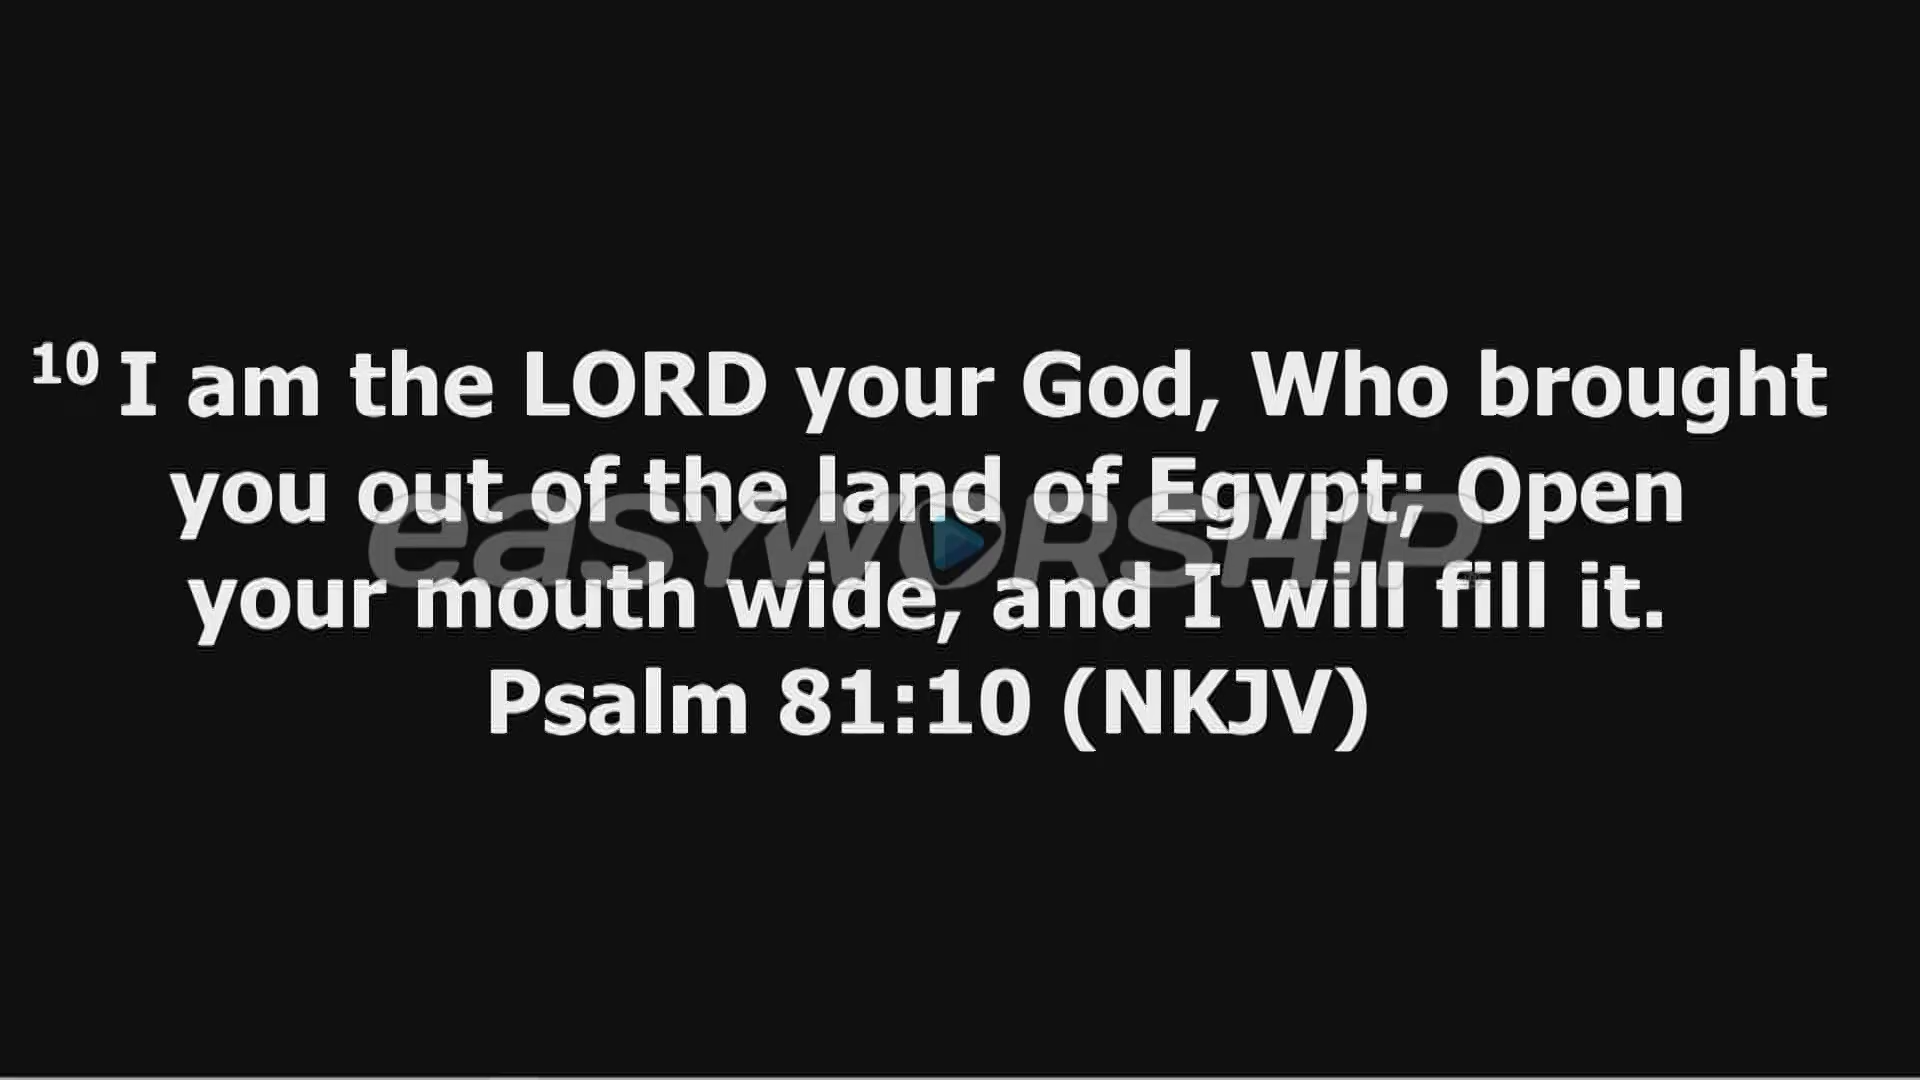 10 I am the LORD your God, Who brought
you out of the land of Egypt; Open
easyWORSHIP
your mouth wide, and I will fill it.
Psalm 81:10 (NKJV)